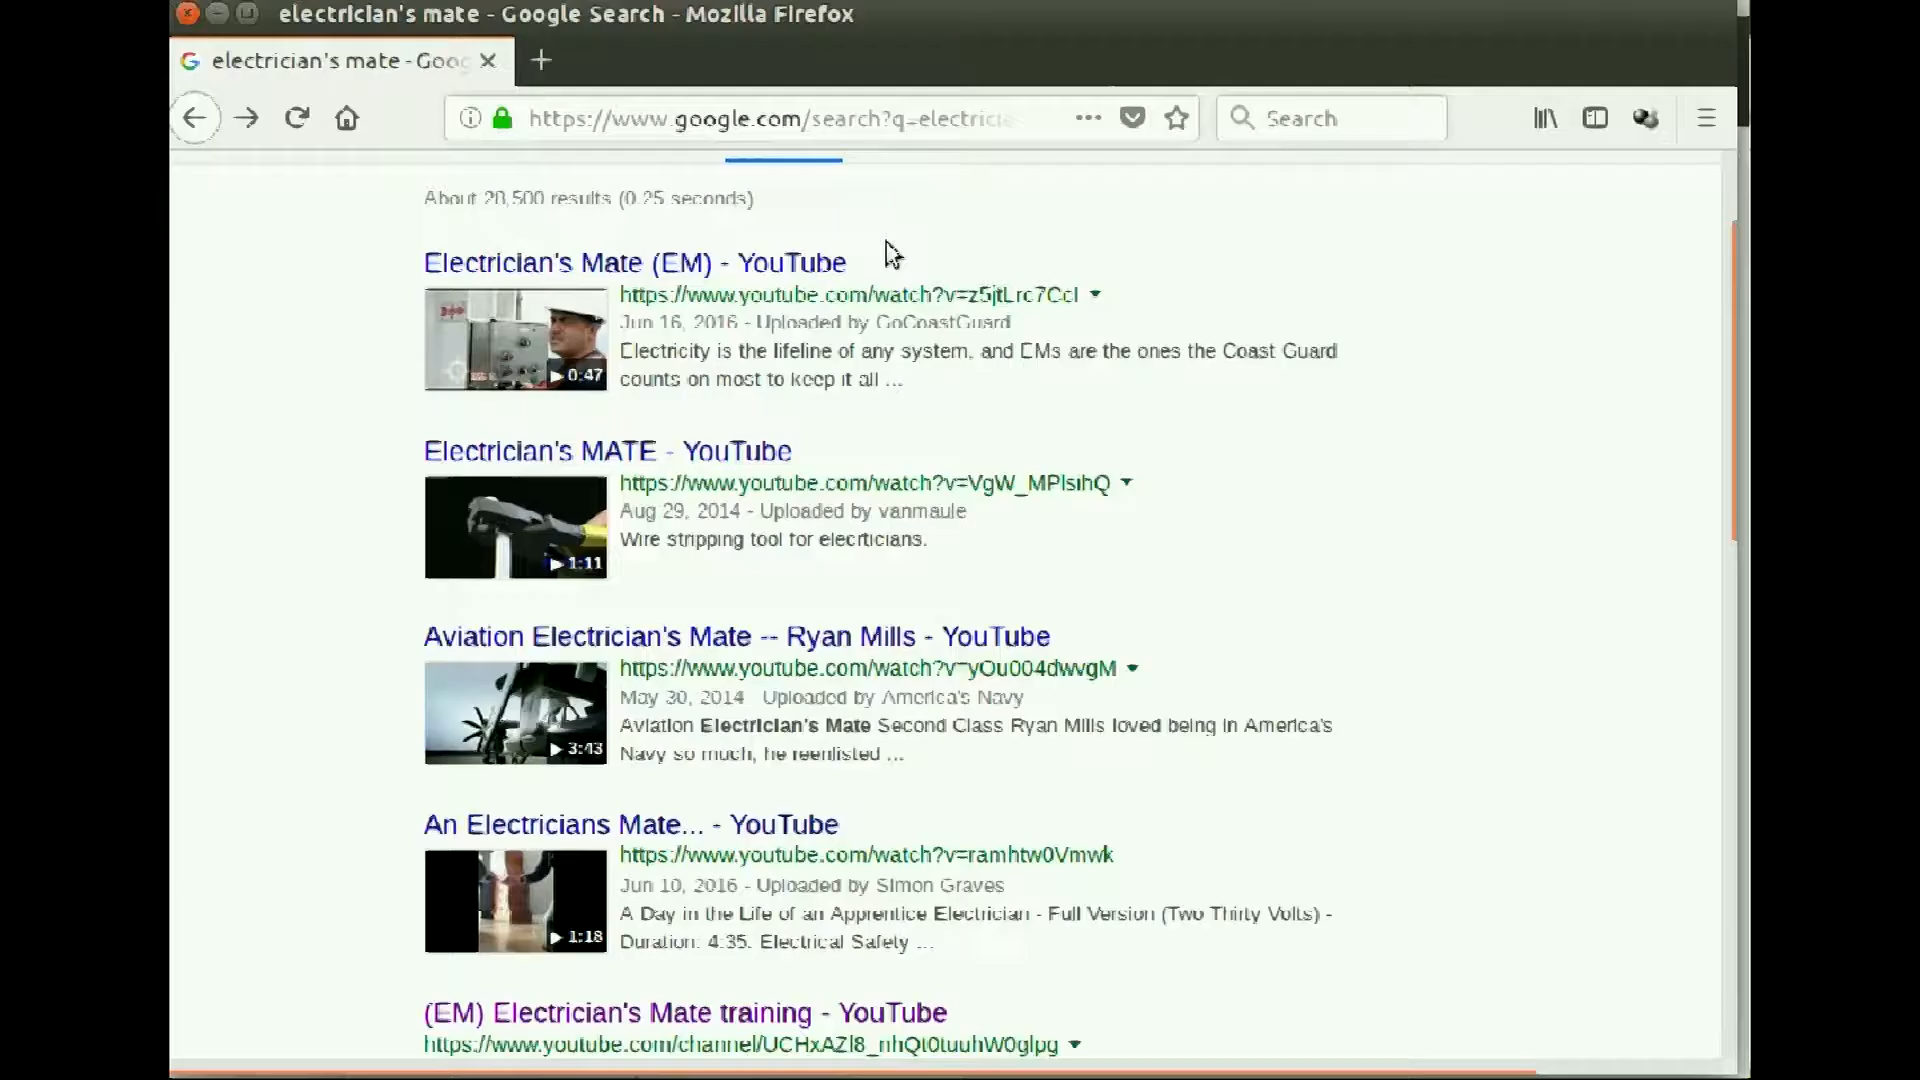 electrician's mate - Google Search - Mozilla Firefox
electrician's mate - Goog
https://www.google.com/search?q=electricia
Search
About 28,500 results (0.25 seconds)
Electrician's Mate (EM) - YouTube
https://www.youtube.com/watch?v=z5jtLrc7CcI
Jun 16, 2016 - Uploaded by GoCoastGuard
Electricity is the lifeline of any system, and EMs are the ones the Coast Guard
counts on most to keep it all ...
0:47
Electrician's MATE - YouTube
https://www.youtube.com/watch?v=VgW_MPlsihQ
Aug 29, 2014 - Uploaded by vanmaule
Wire stripping tool for elecrticians.
1:11
Aviation Electrician's Mate -- Ryan Mills - YouTube
https://www.youtube.com/watch?v=yOu004dwvgM
May 30, 2014 - Uploaded by America's Navy
Aviation Electrician's Mate Second Class Ryan Mills loved being in America's
Navy so much, he reenlisted ...
3:43
An Electricians Mate... - YouTube
https://www.youtube.com/watch?v=ramhtw0Vmwk
Jun 10, 2016 - Uploaded by Simon Graves
A Day in the Life of an Apprentice Electrician - Full Version (Two Thirty Volts) -
Duration: 4:35. Electrical Safety ...
1:18
(EM) Electrician's Mate training - YouTube
https://www.youtube.com/channel/UCHxAZl8_nhQt0tuuhW0glpg